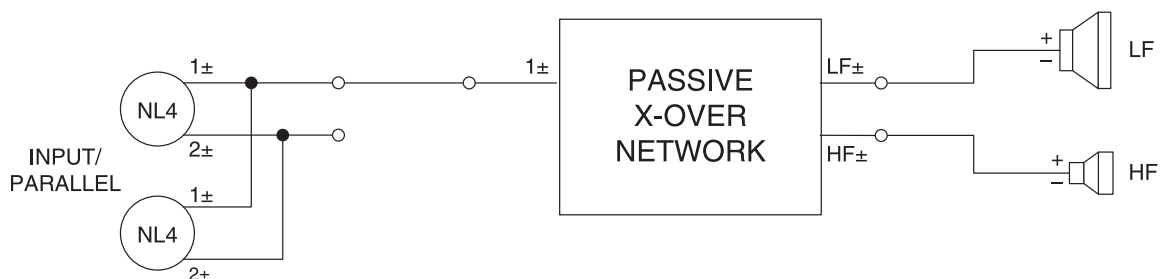 1±
NL4
2±
INPUT/
PARALLEL
1±
NL4
2±
1±
PASSIVE
X-OVER
NETWORK
LF±
HF±
+
−
LF
+
−
HF